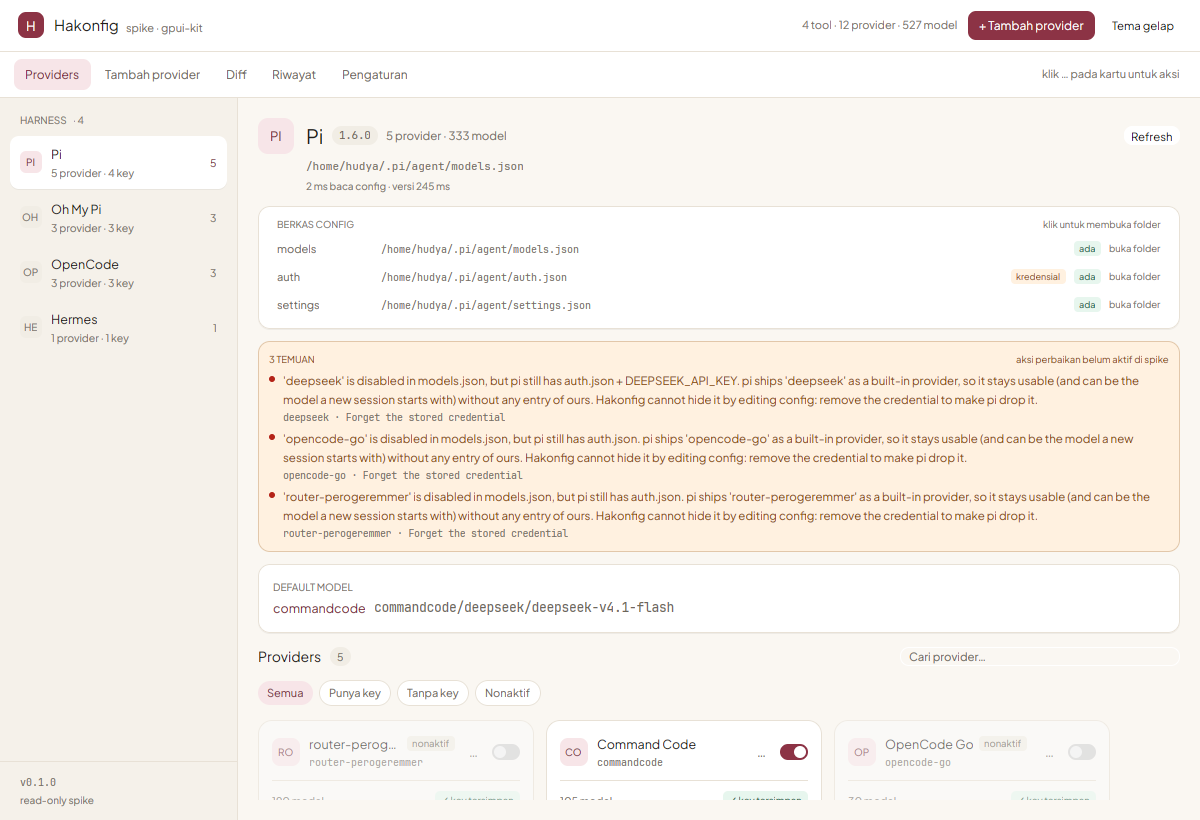 H Hakonfig spike · gpui-kit
4 tool · 12 provider · 527 model
+ Tambah provider
Tema gelap
Providers
Tambah provider
Diff
Riwayat
Pengaturan
klik … pada kartu untuk aksi
HARNESS · 4
PI
Pi
5 provider · 4 key
5
OH
Oh My Pi
3 provider · 3 key
3
OP
OpenCode
3 provider · 3 key
3
HE
Hermes
1 provider · 1 key
1
v0.1.0
read-only spike
PI
Pi 1.6.0 5 provider · 333 model
Refresh
/home/hudya/.pi/agent/models.json
2 ms baca config · versi 245 ms
BERKAS CONFIG
klik untuk membuka folder
models /home/hudya/.pi/agent/models.json ada buka folder
auth /home/hudya/.pi/agent/auth.json kredensial ada buka folder
settings /home/hudya/.pi/agent/settings.json ada buka folder
3 TEMUAN
aksi perbaikan belum aktif di spike
'deepseek' is disabled in models.json, but pi still has auth.json + DEEPSEEK_API_KEY. pi ships 'deepseek' as a built-in provider, so it stays usable (and can be the
model a new session starts with) without any entry of ours. Hakonfig cannot hide it by editing config: remove the credential to make pi drop it.
deepseek · Forget the stored credential
'opencode-go' is disabled in models.json, but pi still has auth.json. pi ships 'opencode-go' as a built-in provider, so it stays usable (and can be the model a new
session starts with) without any entry of ours. Hakonfig cannot hide it by editing config: remove the credential to make pi drop it.
opencode-go · Forget the stored credential
'router-perogeremmer' is disabled in models.json, but pi still has auth.json. pi ships 'router-perogeremmer' as a built-in provider, so it stays usable (and can be the
model a new session starts with) without any entry of ours. Hakonfig cannot hide it by editing config: remove the credential to make pi drop it.
router-perogeremmer · Forget the stored credential
DEFAULT MODEL
commandcode commandcode/deepseek/deepseek-v4.1-flash
Providers 5
Cari provider…
Semua
Punya key
Tanpa key
Nonaktif
RO
router-perog… nonaktif …
router-perogeremmer
CO
Command Code …
commandcode
OP
OpenCode Go nonaktif …
opencode-go